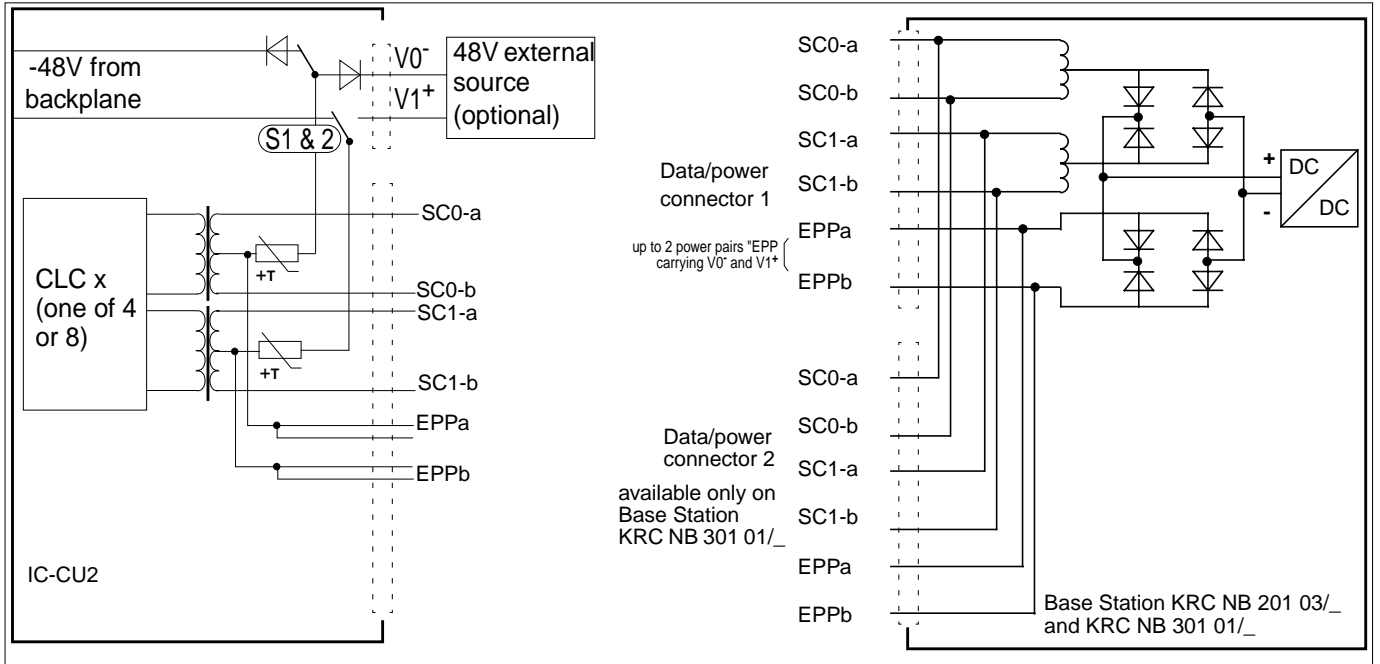 -48V from
backplane
V0-
V1+
48V external
source
(optional)
S1 & 2
CLC x
(one of 4
or 8)
+T
+T
SC0-a
SC0-b
SC1-a
SC1-b
EPPa
EPPb
IC-CU2
Data/power
connector 1
up to 2 power pairs "EPP
carrying V0- and V1+
SC0-a
SC0-b
SC1-a
SC1-b
EPPa
EPPb
Data/power
connector 2
available only on
Base Station
KRC NB 301 01/_
SC0-a
SC0-b
SC1-a
SC1-b
EPPa
EPPb
+
-
DC
DC
Base Station KRC NB 201 03/_
and KRC NB 301 01/_